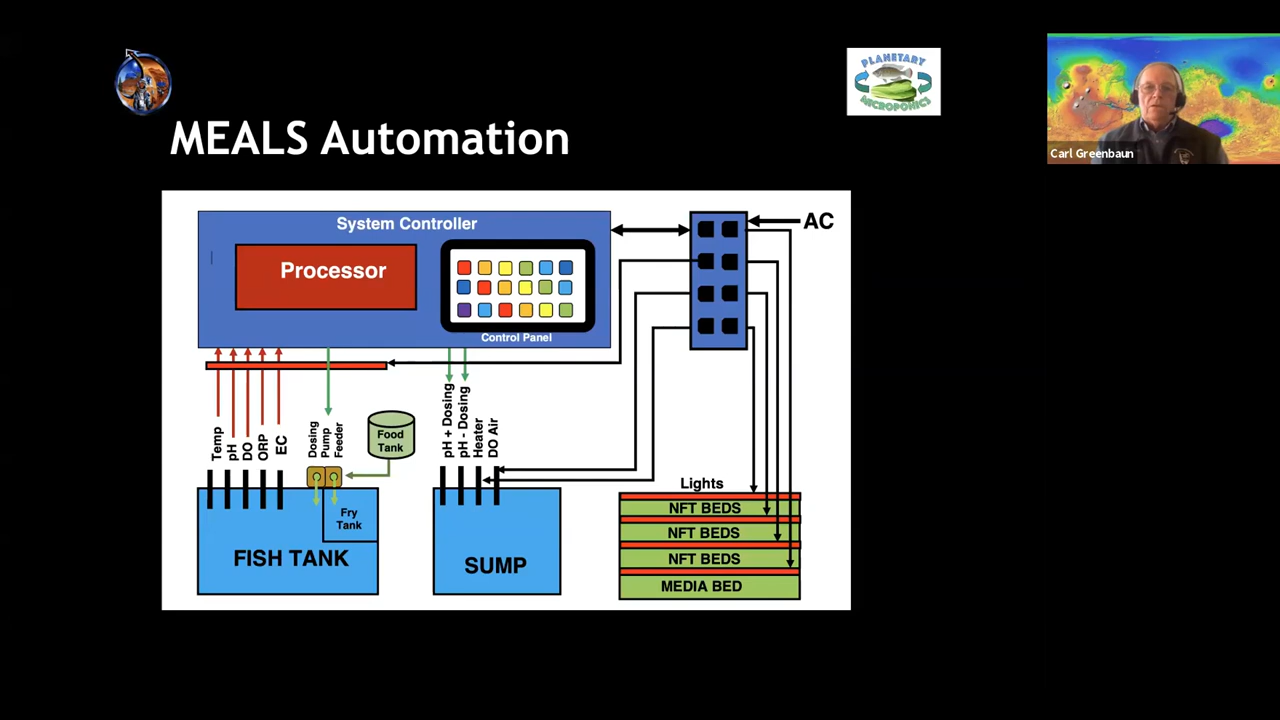 PLANETARY
MICROPONICS
Carl Greenbaun
MEALS Automation
System Controller
Processor
Control Panel
AC
Temp
pH
DO
ORP
EC
Dosing
Pump
Feeder
Food
Tank
pH + Dosing
pH - Dosing
Heater
DO Air
Fry
Tank
FISH TANK
SUMP
Lights
NFT BEDS
NFT BEDS
NFT BEDS
MEDIA BED